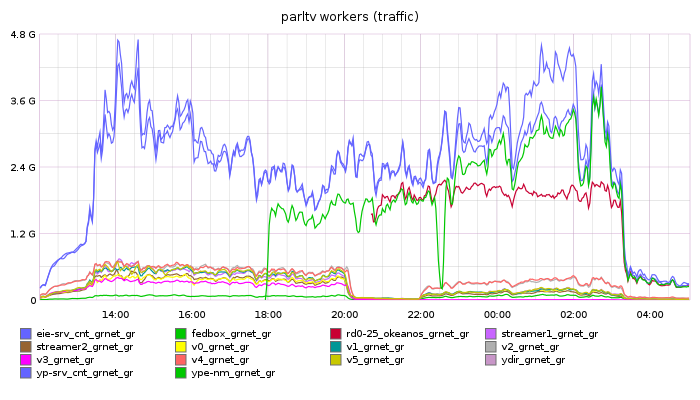 parltv workers (traffic)
4.8 G
3.6 G
2.4 G
1.2 G
0
14:00 16:00 18:00 20:00 22:00 00:00 02:00 04:00
eie-srv_cnt_grnet_gr fedbox_grnet_gr rd0-25_okeanos_grnet_gr streamer1_grnet_gr
streamer2_grnet_gr v0_grnet_gr v1_grnet_gr v2_grnet_gr
v3_grnet_gr v4_grnet_gr v5_grnet_gr ydir_grnet_gr
yp-srv_cnt_grnet_gr ype-nm_grnet_gr